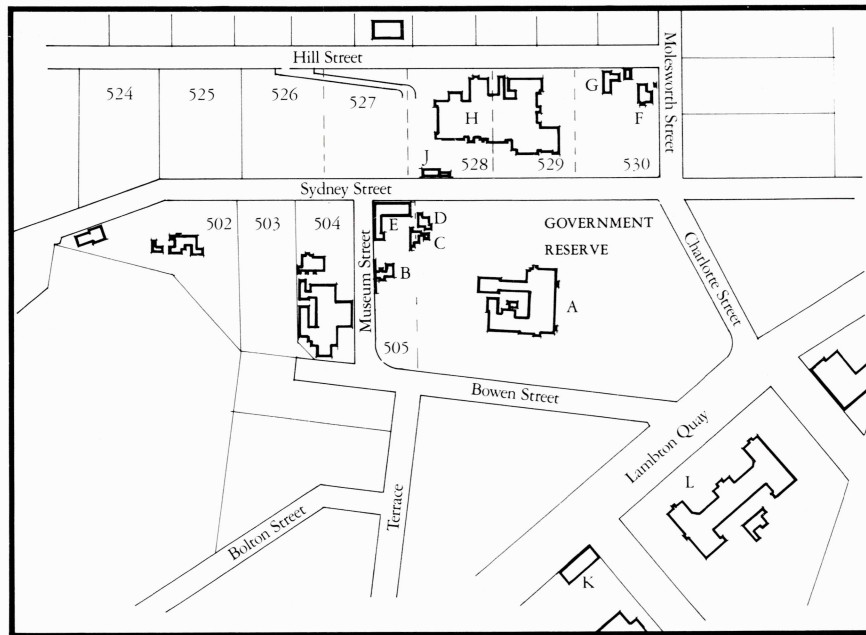 Hill Street
Molesworth Street
524
525
526
527
G
F
H
J
528
529
530
Sydney Street
502
503
504
Museum Street
E
D
C
B
505
GOVERNMENT
RESERVE
A
Charlotte Street
Bowen Street
Lambton Quay
L
Bolton Street
Terrace
K